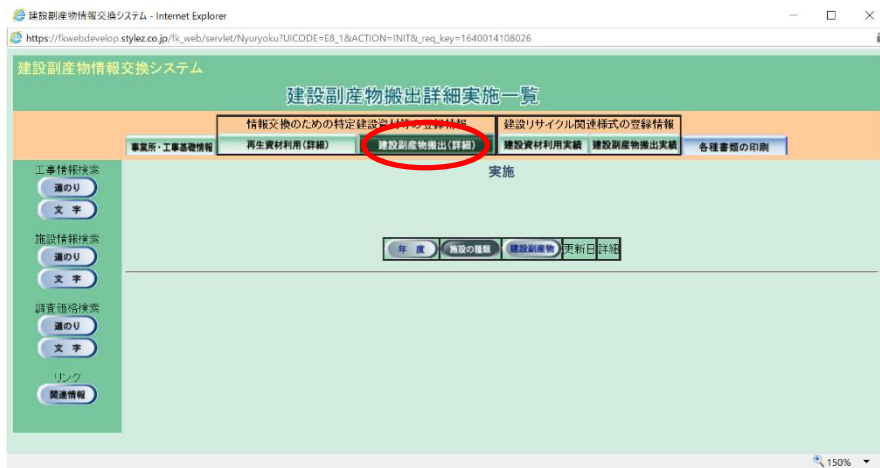 建設副産物情報交換システム - Internet Explorer
https://fkwebdevelop.stylez.co.jp/fk_web/servlet/Nyuryoku?UICODE=E8_1&ACTION=INIT&_req_key=1640014108026
建設副産物情報交換システム
建設副産物搬出詳細実施一覧
情報交換のための特定建設資材等の登録情報 建設リサイクル関連様式の登録情報
事業所・工事基礎情報 再生資材利用(詳細) 建設副産物搬出(詳細) 建設資材利用実績 建設副産物搬出実績 各種書類の印刷
実施
工事情報検索
道のり
文 字
施設情報検索
道のり
文 字
調査価格検索
道のり
文 字
リンク
関連情報
年 度 施設の種類 建設副産物 更新日 詳細
150%